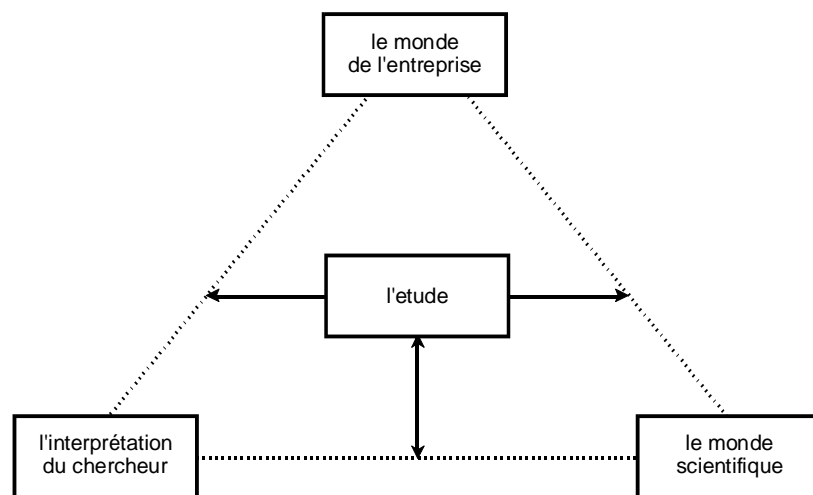 le monde
de l'entreprise
l'etude
l'interprétation
du chercheur
le monde
scientifique